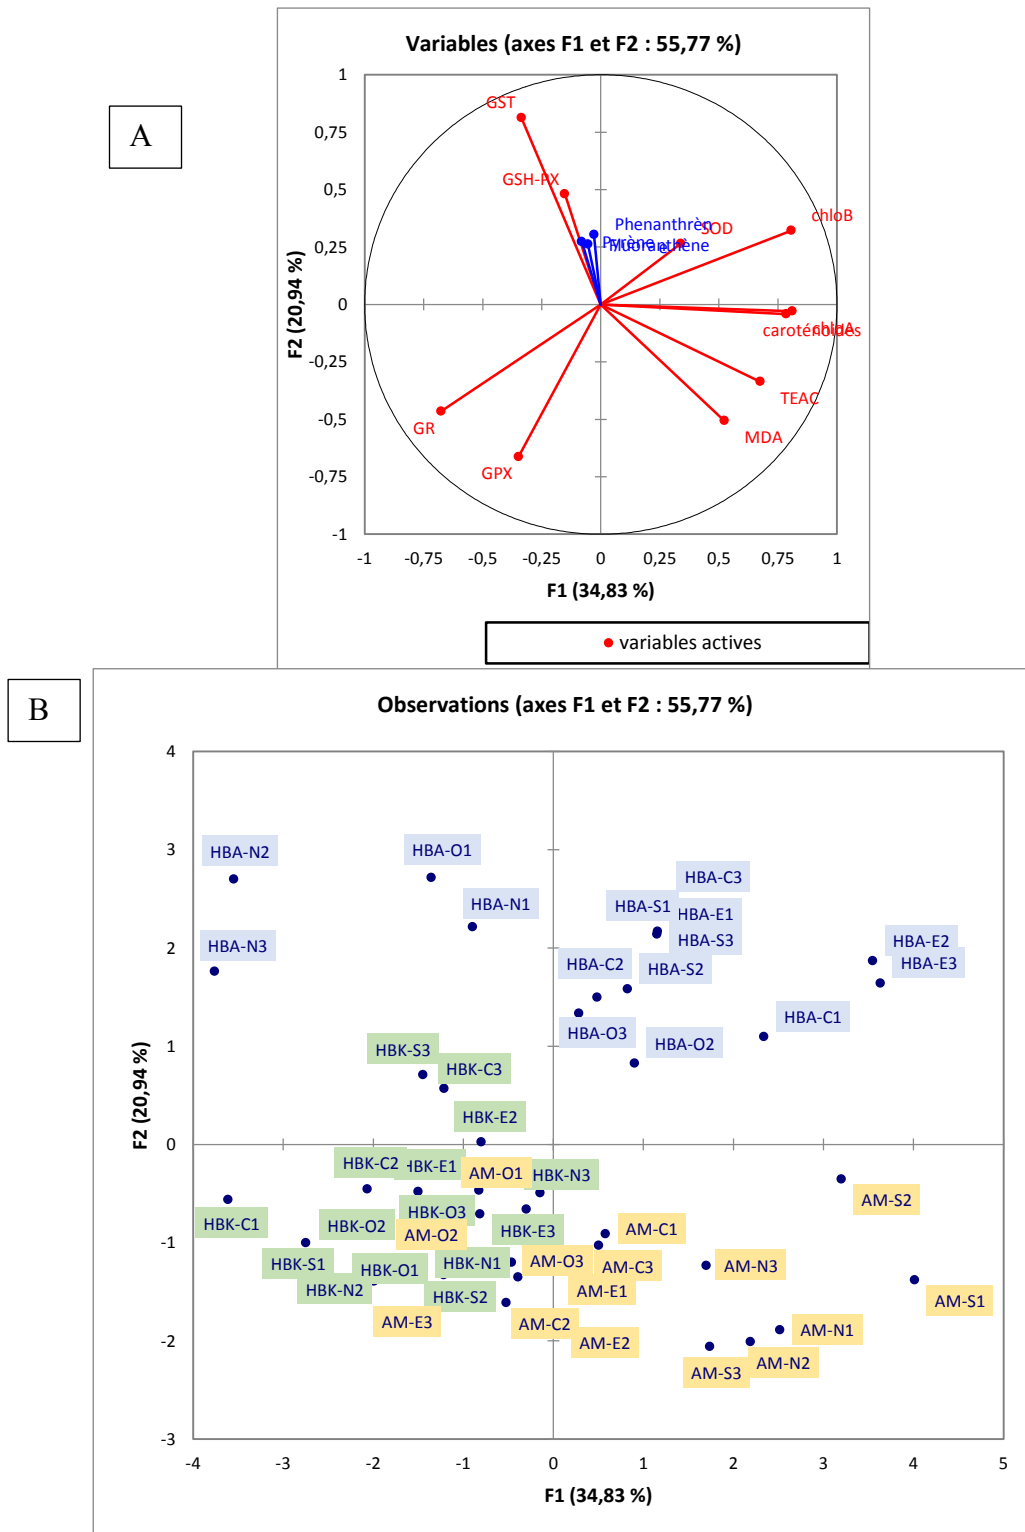 A
Variables (axes F1 et F2 : 55,77 %)
1
GST
0,75
GSH-PX
0,5
Phenanthrèn
e
chloB
SOD
0,25
Pyrène
Fluoranthène
0
caroténoides
chloA
-0,25
TEAC
GR
MDA
-0,5
GPX
-0,75
-1
-1 -0,75 -0,5 -0,25 0 0,25 0,5 0,75 1
F2 (20,94 %)
F1 (34,83 %)
variables actives
B
Observations (axes F1 et F2 : 55,77 %)
4
3
HBA-N2
HBA-O1
HBA-C3
HBA-N1
HBA-S1
HBA-E1
2
HBA-N3
HBA-S3
HBA-E2
HBA-C2
HBA-S2
HBA-E3
HBA-O3
HBA-C1
HBA-O2
1
HBK-S3
HBK-C3
HBK-E2
0
HBK-C2
HBK-E1
AM-O1
HBK-N3
AM-S2
HBK-C1
HBK-O2
HBK-O3
AM-O2
HBK-E3
AM-C1
-1
HBK-S1
HBK-O1
HBK-N1
AM-O3
AM-C3
AM-N3
HBK-N2
HBK-S2
AM-E1
AM-S1
AM-E3
AM-C2
AM-E2
AM-N1
-2
AM-S3
AM-N2
-3
-4 -3 -2 -1 0 1 2 3 4 5
F2 (20,94 %)
F1 (34,83 %)